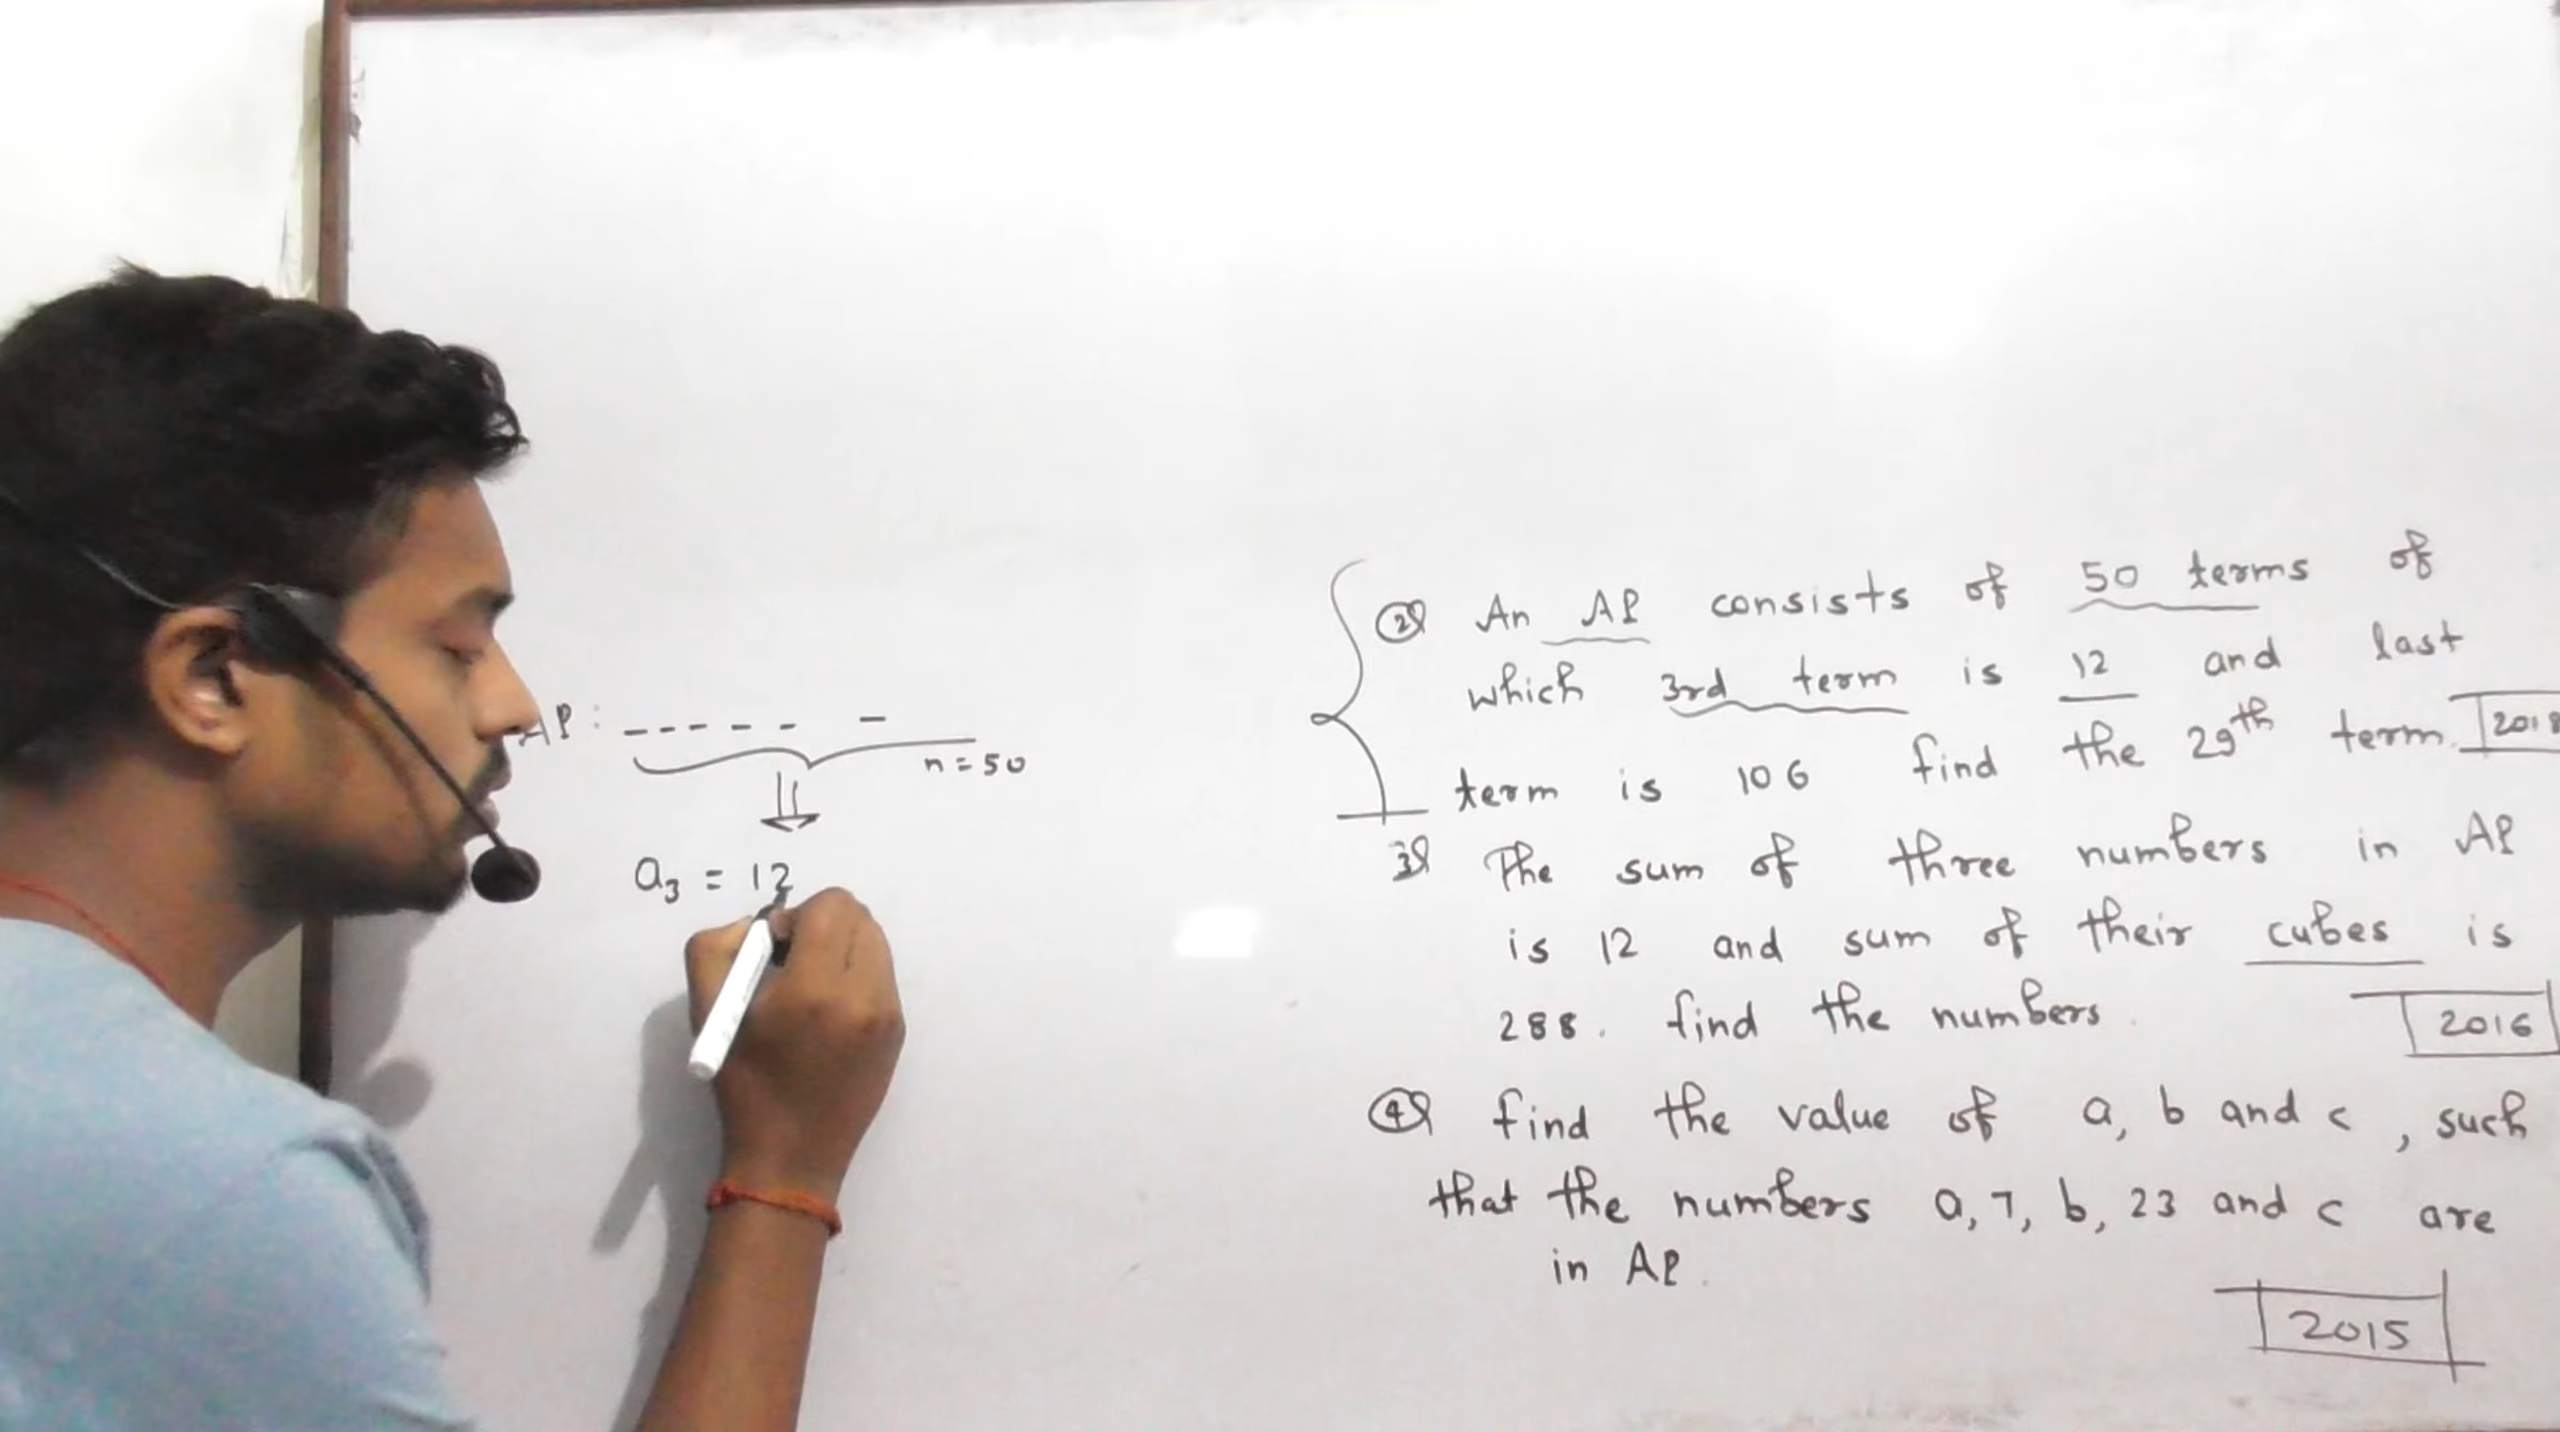 AP : _ _ _ _ _ _
n = 50
a₃ = 12
② An AP consists of 50 terms of
which 3rd term is 12 and last
term is 106 find the 29th term. 2018
3 The sum of three numbers in AP
is 12 and sum of their cubes is
288. find the numbers
2016
④ find the value of a, b and c, such
that the numbers a, 7, b, 23 and c are
in AP.
2015